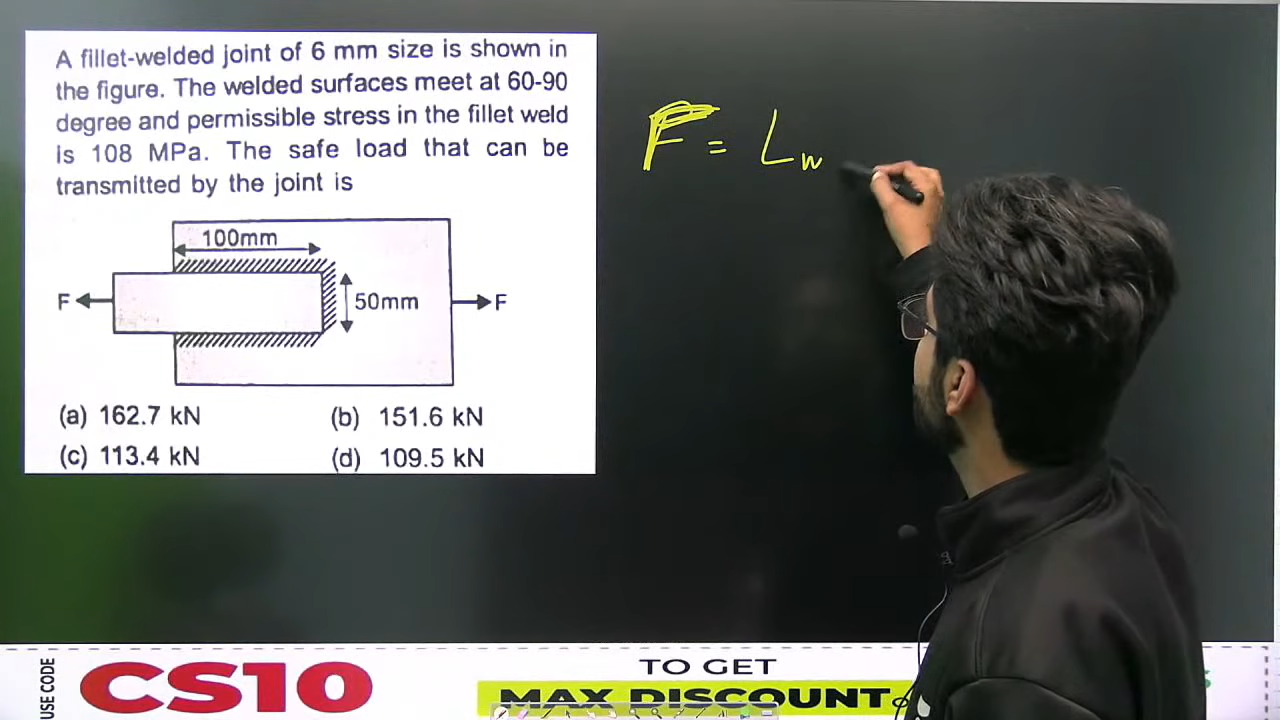 A fillet-welded joint of 6 mm size is shown in
the figure. The welded surfaces meet at 60-90
degree and permissible stress in the fillet weld
is 108 MPa. The safe load that can be
transmitted by the joint is
100mm
F
50mm
F
(a) 162.7 kN
(b) 151.6 kN
(c) 113.4 kN
(d) 109.5 kN
F = Lw
USE CODE
CS10
TO GET
MAX DISCOUNT